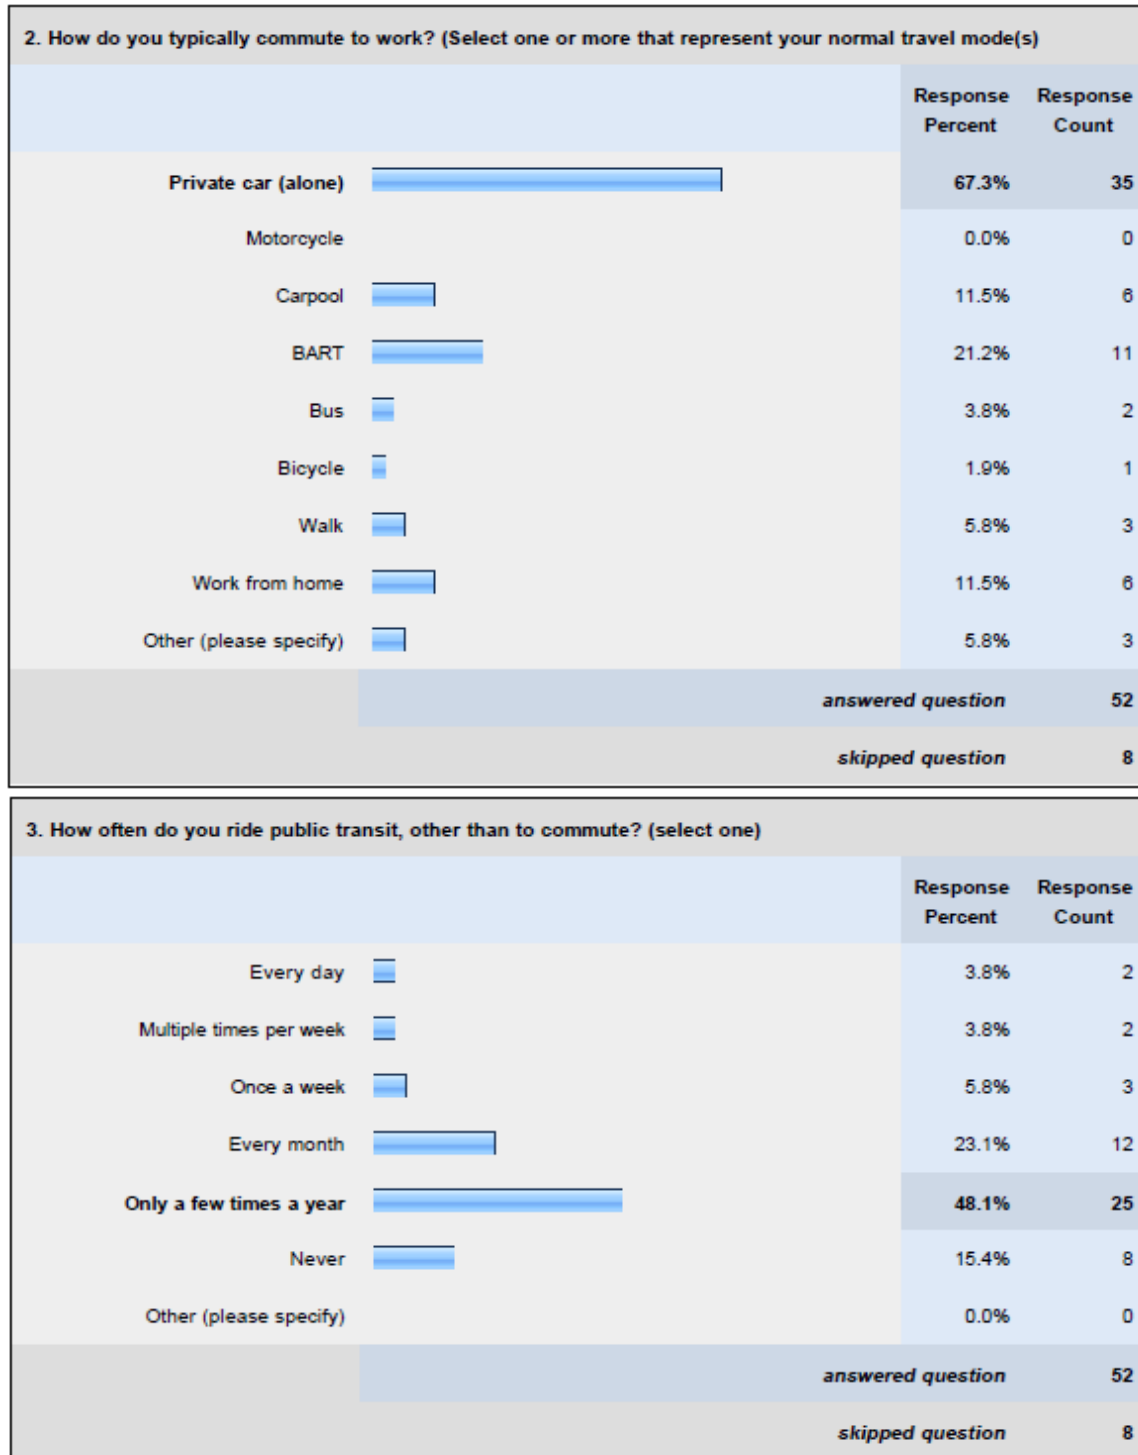 2. How do you typically commute to work? (Select one or more that represent your normal travel mode(s)
Response Percent Response Count
Private car (alone) 67.3% 35
Motorcycle 0.0% 0
Carpool 11.5% 6
BART 21.2% 11
Bus 3.8% 2
Bicycle 1.9% 1
Walk 5.8% 3
Work from home 11.5% 6
Other (please specify) 5.8% 3
answered question 52
skipped question 8
3. How often do you ride public transit, other than to commute? (select one)
Response Percent Response Count
Every day 3.8% 2
Multiple times per week 3.8% 2
Once a week 5.8% 3
Every month 23.1% 12
Only a few times a year 48.1% 25
Never 15.4% 8
Other (please specify) 0.0% 0
answered question 52
skipped question 8